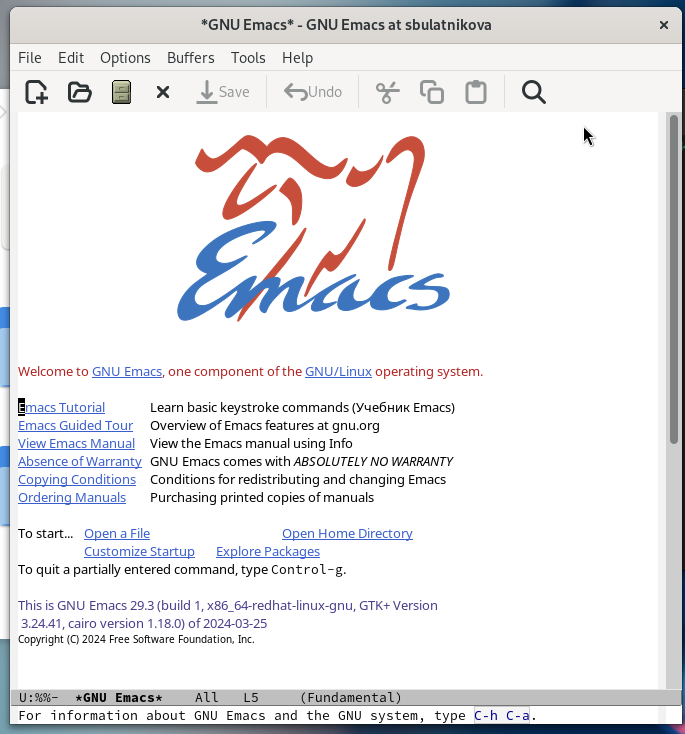 *GNU Emacs* - GNU Emacs at sbulatnikova
File Edit Options Buffers Tools Help
Save Undo
Emacs
Welcome to GNU Emacs, one component of the GNU/Linux operating system.
Emacs Tutorial Learn basic keystroke commands (Учебник Emacs)
Emacs Guided Tour Overview of Emacs features at gnu.org
View Emacs Manual View the Emacs manual using Info
Absence of Warranty GNU Emacs comes with ABSOLUTELY NO WARRANTY
Copying Conditions Conditions for redistributing and changing Emacs
Ordering Manuals Purchasing printed copies of manuals
To start... Open a File Open Home Directory
Customize Startup Explore Packages
To quit a partially entered command, type Control-g.
This is GNU Emacs 29.3 (build 1, x86_64-redhat-linux-gnu, GTK+ Version
3.24.41, cairo version 1.18.0) of 2024-03-25
Copyright (C) 2024 Free Software Foundation, Inc.
U:%%- *GNU Emacs* All L5 (Fundamental)
For information about GNU Emacs and the GNU system, type C-h C-a.